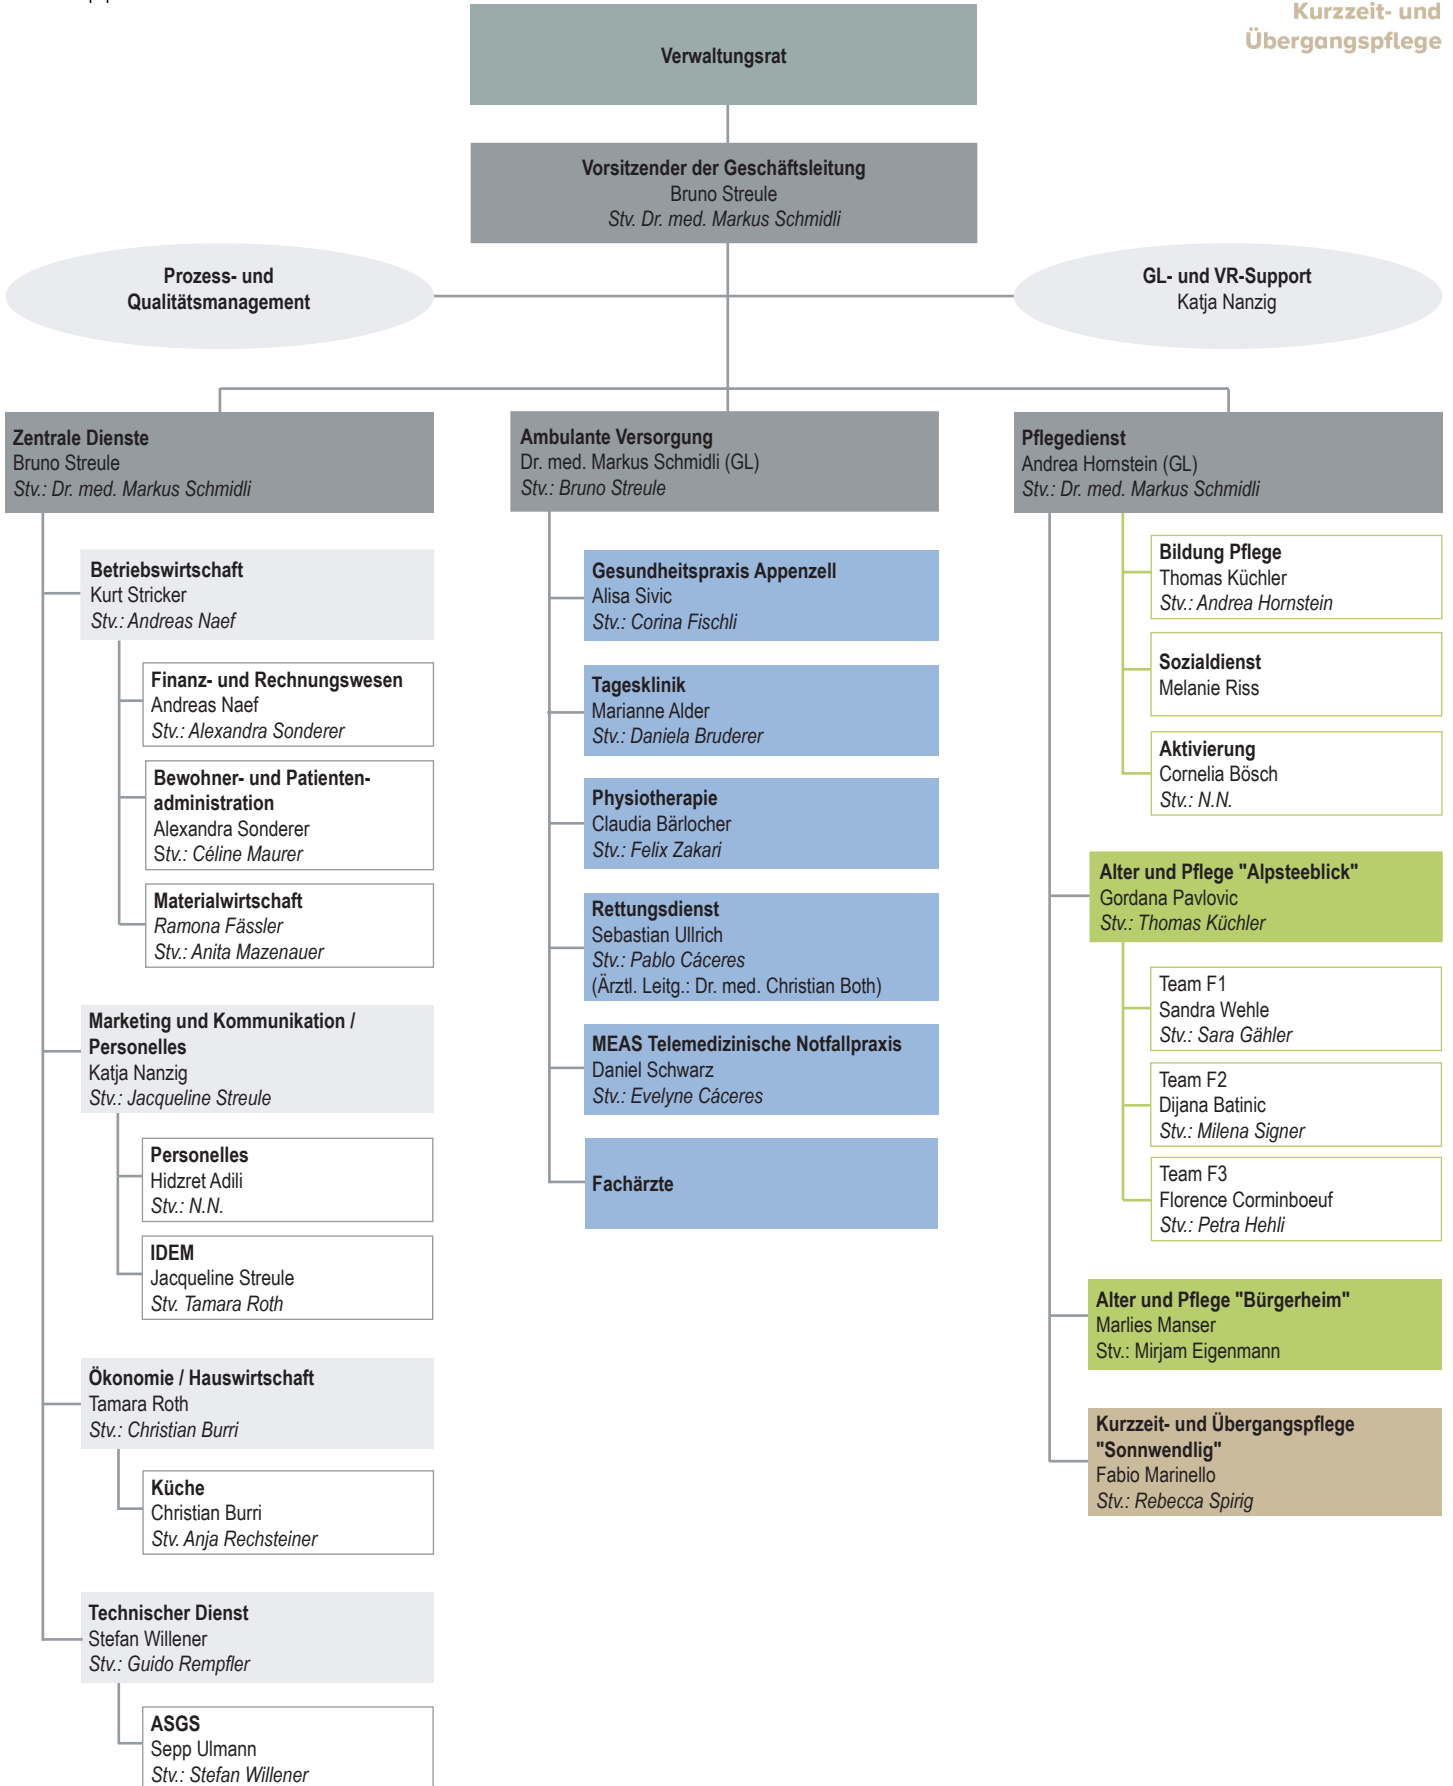 Kurzzeit- und
Übergangspflege
Verwaltungsrat
Vorsitzender der Geschäftsleitung
Bruno Streule
Stv. Dr. med. Markus Schmidli
Prozess- und
Qualitätsmanagement
GL- und VR-Support
Katja Nanzig
Zentrale Dienste
Bruno Streule
Stv.: Dr. med. Markus Schmidli
Betriebswirtschaft
Kurt Stricker
Stv.: Andreas Naef
Finanz- und Rechnungswesen
Andreas Naef
Stv.: Alexandra Sonderer
Bewohner- und Patienten-
administration
Alexandra Sonderer
Stv.: Céline Maurer
Materialwirtschaft
Ramona Fässler
Stv.: Anita Mazenauer
Marketing und Kommunikation /
Personelles
Katja Nanzig
Stv.: Jacqueline Streule
Personelles
Hidzret Adili
Stv.: N.N.
IDEM
Jacqueline Streule
Stv. Tamara Roth
Ökonomie / Hauswirtschaft
Tamara Roth
Stv.: Christian Burri
Küche
Christian Burri
Stv. Anja Rechsteiner
Technischer Dienst
Stefan Willener
Stv.: Guido Rempfler
ASGS
Sepp Ulmann
Stv.: Stefan Willener
Ambulante Versorgung
Dr. med. Markus Schmidli (GL)
Stv.: Bruno Streule
Gesundheitspraxis Appenzell
Alisa Sivic
Stv.: Corina Fischli
Tagesklinik
Marianne Alder
Stv.: Daniela Bruderer
Physiotherapie
Claudia Bärlocher
Stv.: Felix Zakari
Rettungsdienst
Sebastian Ullrich
Stv.: Pablo Cáceres
(Ärztl. Leitg.: Dr. med. Christian Both)
MEAS Telemedizinische Notfallpraxis
Daniel Schwarz
Stv.: Evelyne Cáceres
Fachärzte
Pflegedienst
Andrea Hornstein (GL)
Stv.: Dr. med. Markus Schmidli
Bildung Pflege
Thomas Küchler
Stv.: Andrea Hornstein
Sozialdienst
Melanie Riss
Aktivierung
Cornelia Bösch
Stv.: N.N.
Alter und Pflege "Alpsteeblick"
Gordana Pavlovic
Stv.: Thomas Küchler
Team F1
Sandra Wehle
Stv.: Sara Gähler
Team F2
Dijana Batinic
Stv.: Milena Signer
Team F3
Florence Corminboeuf
Stv.: Petra Hehli
Alter und Pflege "Bürgerheim"
Marlies Manser
Stv.: Mirjam Eigenmann
Kurzzeit- und Übergangspflege
"Sonnwendlig"
Fabio Marinello
Stv.: Rebecca Spirig